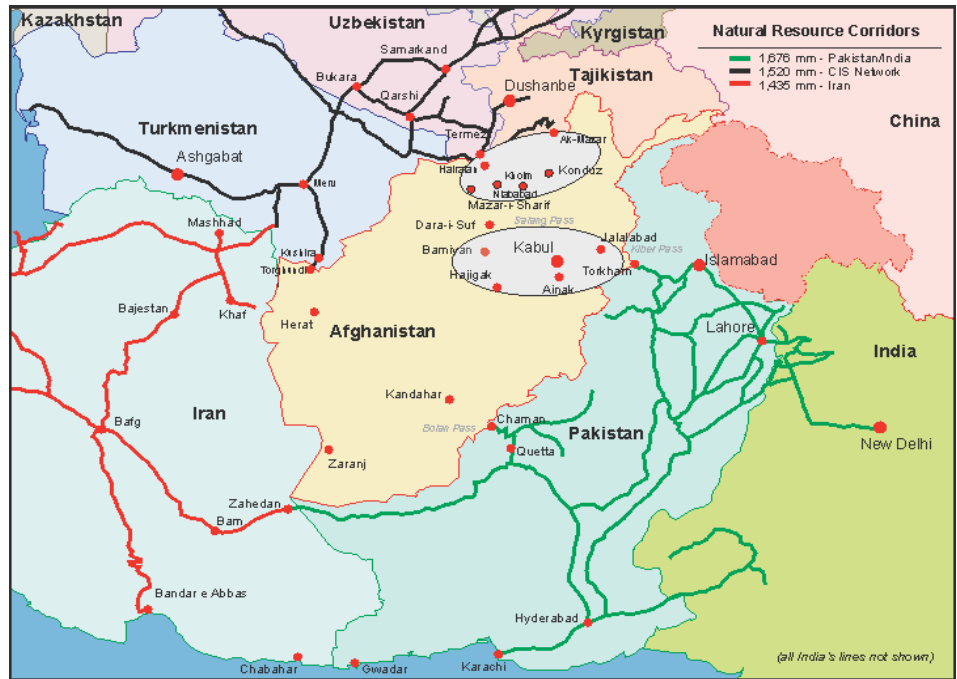 Kazakhstan
Uzbekistan
Kyrgistan
Natural Resource Corridors
1,676 mm - Pakistan/India
1,520 mm - CIS Network
1,435 mm - Iran
Samarkand
Bukara
Tajikistan
Dushanbe
Qarshi
China
Turkmenistan
Termez
Ak-Mazar
Ashgabat
Hairatan
Kholm
Konduz
Meru
Niababad
Mazar-i-Sharif
Mashhad
Dara-i-Suf
Salang Pass
Kushka
Bamiyan
Kabul
Jalalabad
Kiber Pass
Islamabad
Torghundi
Hajigak
Torkham
Ainak
Bajestan
Khaf
Herat
Afghanistan
Lahore
India
Kandahar
Iran
Bafg
Chaman
Bolan Pass
Pakistan
New Delhi
Quetta
Zaranj
Zahedan
Bam
Bandar e Abbas
Hyderabad
Chabahar
Gwadar
Karachi
(all India's lines not shown)